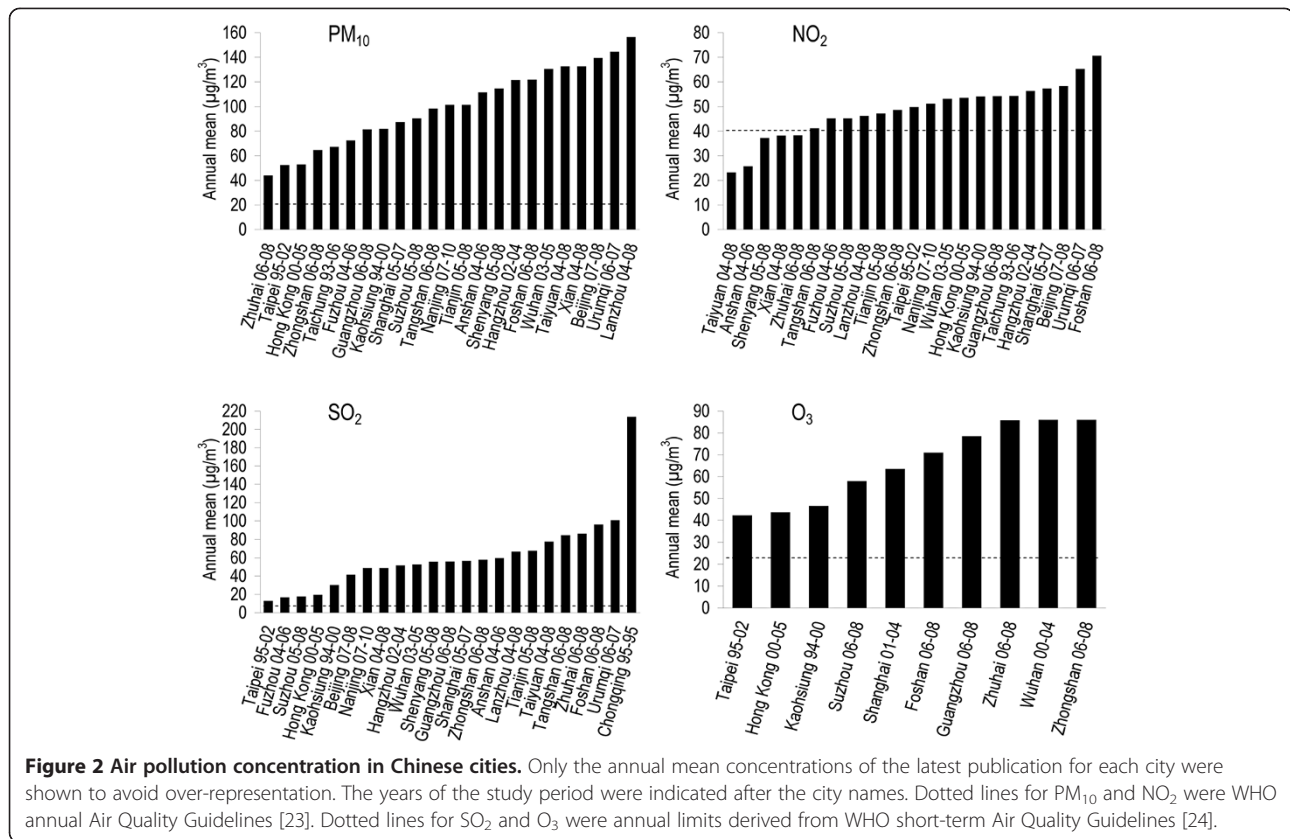 PM₁₀
Annual mean (µg/m³)
160
140
120
100
80
60
40
20
0
Zhuhai 06-08
Taipei 95-02
Hong Kong 00-05
Zhongshan 06-08
Taichung 93-06
Fuzhou 04-06
Guangzhou 06-08
Kaohsiung 94-00
Shanghai 05-07
Suzhou 05-08
Tangshan 06-08
Nanjing 07-10
Tianjin 05-08
Anshan 04-06
Shenyang 05-08
Hangzhou 02-04
Foshan 06-08
Wuhan 03-05
Taiyuan 04-08
Xian 04-08
Beijing 07-08
Urumqi 06-07
Lanzhou 04-08
NO₂
Annual mean (µg/m³)
80
70
60
50
40
30
20
10
0
Taiyuan 04-08
Anshan 04-06
Shenyang 05-08
Xian 04-08
Zhuhai 06-08
Tangshan 06-08
Fuzhou 04-06
Suzhou 05-08
Lanzhou 04-08
Tianjin 05-08
Zhongshan 06-08
Taipei 95-02
Nanjing 07-10
Wuhan 03-05
Hong Kong 00-05
Kaohsiung 94-00
Guangzhou 06-08
Taichung 93-06
Hangzhou 02-04
Shanghai 05-07
Beijing 07-08
Urumqi 06-07
Foshan 06-08
SO₂
Annual mean (µg/m³)
220
200
180
160
140
120
100
80
60
40
20
0
Taipei 95-02
Fuzhou 04-06
Suzhou 05-08
Hong Kong 00-05
Kaohsiung 94-00
Beijing 07-08
Nanjing 07-10
Xian 04-08
Hangzhou 02-04
Wuhan 03-05
Shenyang 05-08
Guangzhou 06-08
Shanghai 05-07
Zhongshan 06-08
Anshan 04-06
Lanzhou 04-08
Tianjin 05-08
Taiyuan 04-08
Tangshan 06-08
Zhuhai 06-08
Foshan 06-08
Urumqi 06-07
Chongqing 95-95
O₃
Annual mean (µg/m³)
90
80
70
60
50
40
30
20
10
0
Taipei 95-02
Hong Kong 00-05
Kaohsiung 94-00
Suzhou 06-08
Shanghai 01-04
Foshan 06-08
Guangzhou 06-08
Zhuhai 06-08
Wuhan 00-04
Zhongshan 06-08
Figure 2 Air pollution concentration in Chinese cities. Only the annual mean concentrations of the latest publication for each city were
shown to avoid over-representation. The years of the study period were indicated after the city names. Dotted lines for PM₁₀ and NO₂ were WHO
annual Air Quality Guidelines [23]. Dotted lines for SO₂ and O₃ were annual limits derived from WHO short-term Air Quality Guidelines [24].